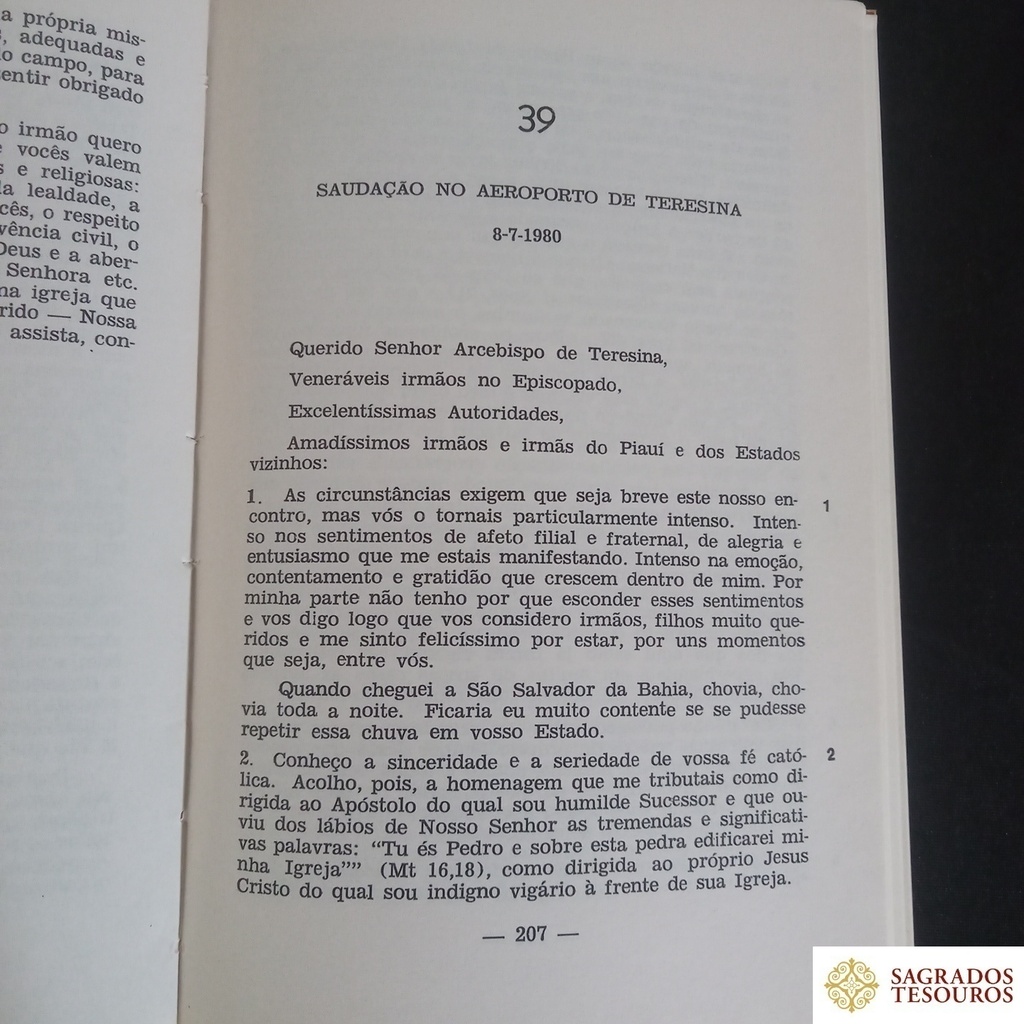 a própria mis-
, adequadas e
o campo, para
entir obrigado
o irmão quero
e vocês valem
s e religiosas:
la lealdade, a
cês, o respeito
vência civil, o
Deus e a aber-
Senhora etc.
na igreja que
rido — Nossa
assista, con-
39
SAUDAÇÃO NO AEROPORTO DE TERESINA
8-7-1980
Querido Senhor Arcebispo de Teresina,
Veneráveis irmãos no Episcopado,
Excelentíssimas Autoridades,
Amadíssimos irmãos e irmãs do Piauí e dos Estados
vizinhos:
1. As circunstâncias exigem que seja breve este nosso en- 1
contro, mas vós o tornais particularmente intenso. Inten-
so nos sentimentos de afeto filial e fraternal, de alegria e
entusiasmo que me estais manifestando. Intenso na emoção,
contentamento e gratidão que crescem dentro de mim. Por
minha parte não tenho por que esconder esses sentimentos
e vos digo logo que vos considero irmãos, filhos muito que-
ridos e me sinto felicíssimo por estar, por uns momentos
que seja, entre vós.
Quando cheguei a São Salvador da Bahia, chovia, cho-
via toda a noite. Ficaria eu muito contente se se pudesse
repetir essa chuva em vosso Estado.
2. Conheço a sinceridade e a seriedade de vossa fé cató- 2
lica. Acolho, pois, a homenagem que me tributais como di-
rigida ao Apóstolo do qual sou humilde Sucessor e que ou-
viu dos lábios de Nosso Senhor as tremendas e significati-
vas palavras: “Tu és Pedro e sobre esta pedra edificarei mi-
nha Igreja”” (Mt 16,18), como dirigida ao próprio Jesus
Cristo do qual sou indigno vigário à frente de sua Igreja.
— 207 —
SAGRADOS
TESOUROS